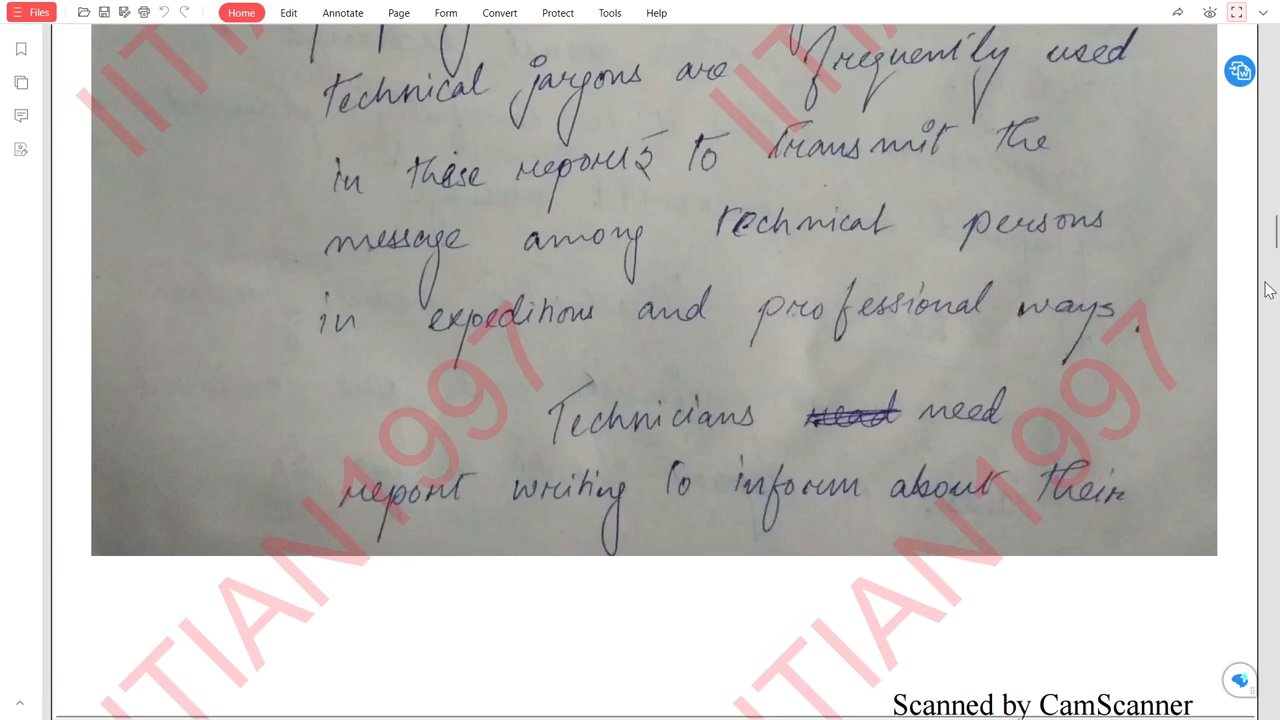 Files
Home
Edit
Annotate
Page
Form
Convert
Protect
Tools
Help
technical jargons are frequently used
in these reports to transmit the
message among technical persons
in expeditious and professional ways.
Technicians need
report writing to inform about their
IITIAN1997
IITIAN1997
Scanned by CamScanner